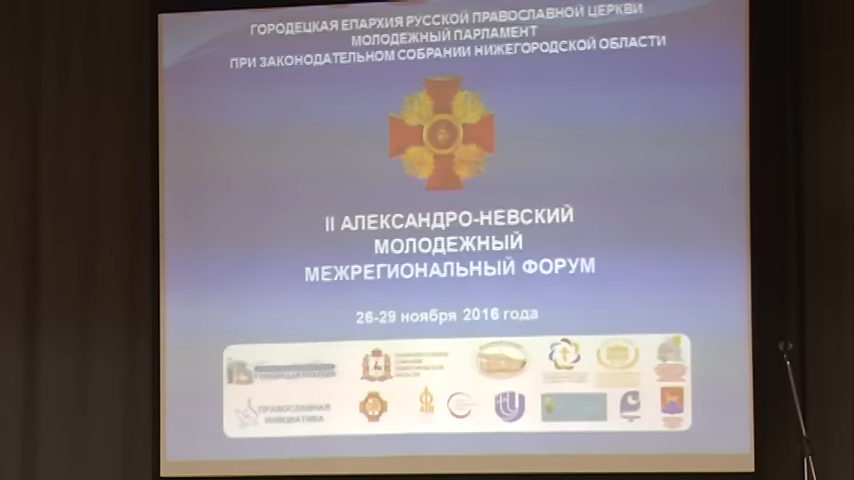 ГОРОДЕЦКАЯ ЕПАРХИЯ РУССКОЙ ПРАВОСЛАВНОЙ ЦЕРКВИ
МОЛОДЕЖНЫЙ ПАРЛАМЕНТ
ПРИ ЗАКОНОДАТЕЛЬНОМ СОБРАНИИ НИЖЕГОРОДСКОЙ ОБЛАСТИ
II АЛЕКСАНДРО-НЕВСКИЙ
МОЛОДЕЖНЫЙ
МЕЖРЕГИОНАЛЬНЫЙ ФОРУМ
26-29 ноября 2016 года
ПРАВОСЛАВНАЯ
ИНИЦИАТИВА